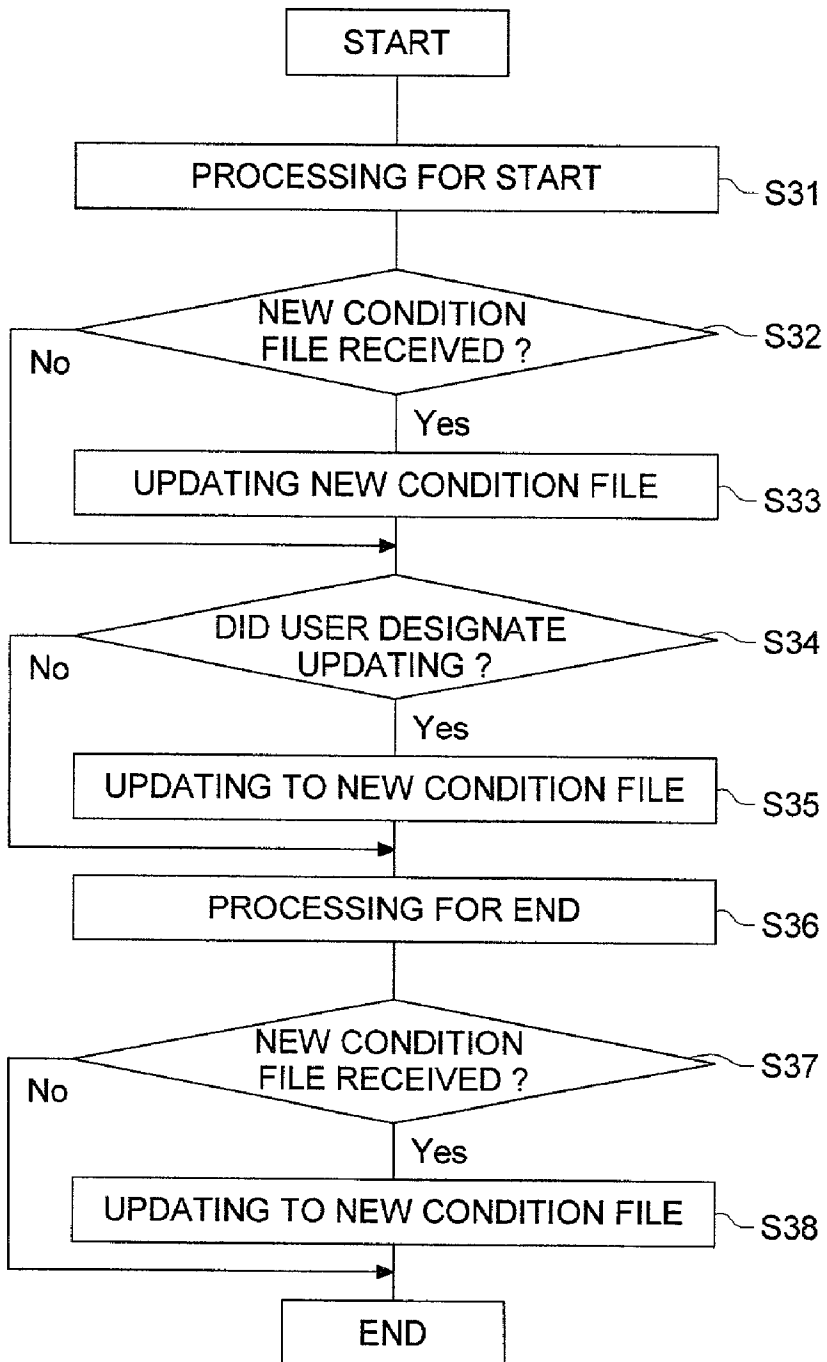 START
PROCESSING FOR START
S31
NEW CONDITION
FILE RECEIVED ?
S32
No
Yes
UPDATING NEW CONDITION FILE
S33
DID USER DESIGNATE
UPDATING ?
S34
No
Yes
UPDATING TO NEW CONDITION FILE
S35
PROCESSING FOR END
S36
NEW CONDITION
FILE RECEIVED ?
S37
No
Yes
UPDATING TO NEW CONDITION FILE
S38
END